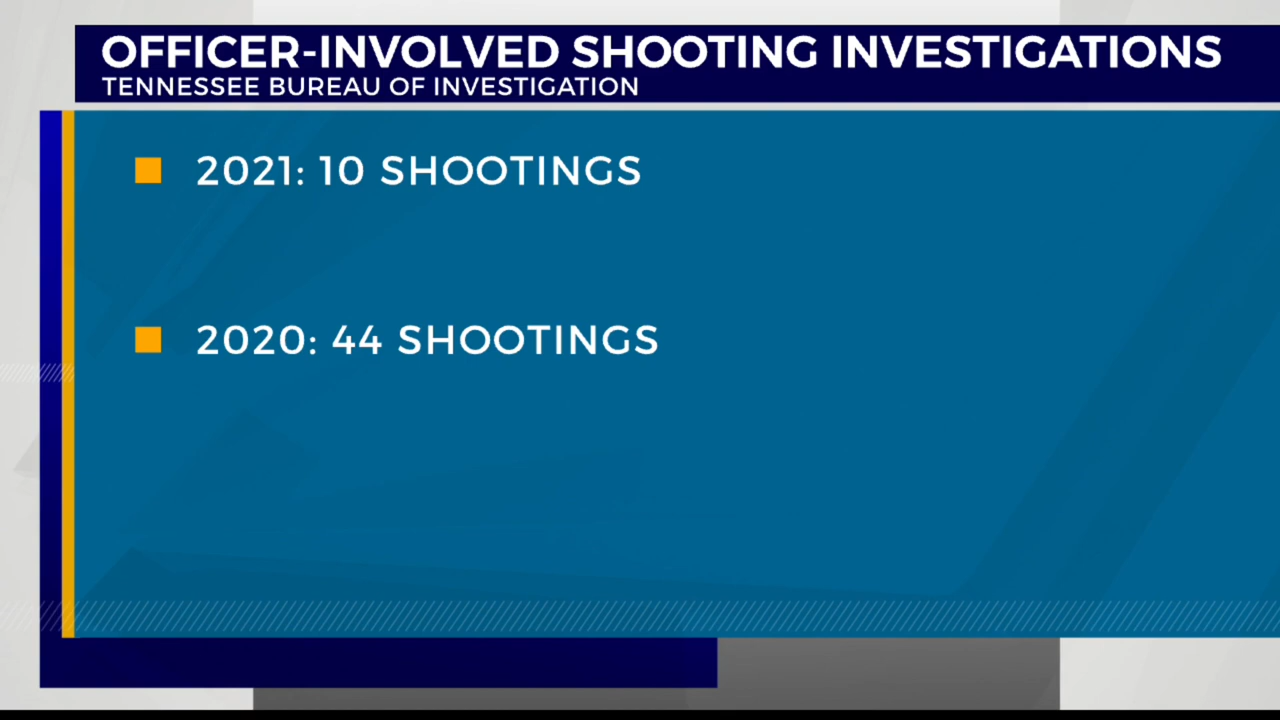 OFFICER-INVOLVED SHOOTING INVESTIGATIONS
TENNESSEE BUREAU OF INVESTIGATION
2021: 10 SHOOTINGS
2020: 44 SHOOTINGS